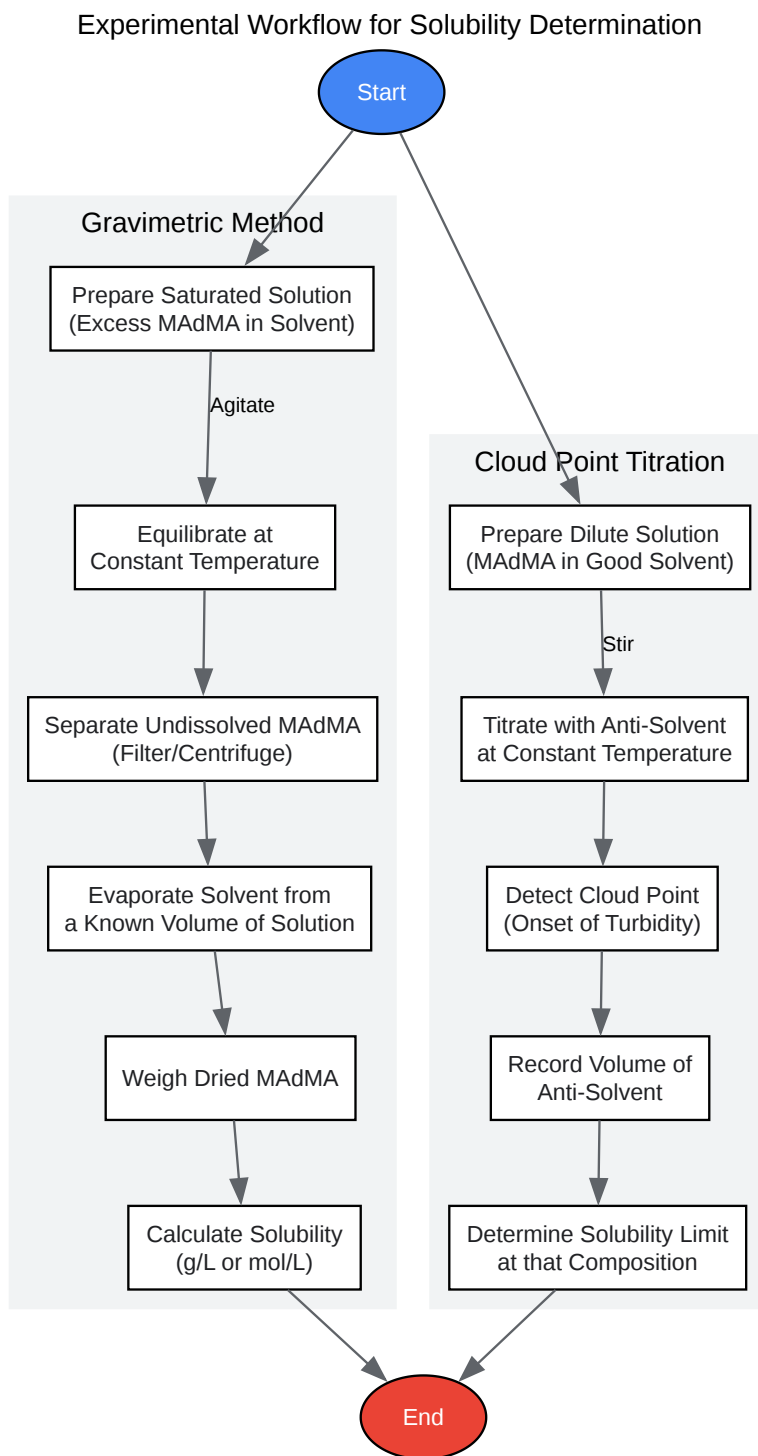 Experimental Workflow for Solubility Determination
Start
Gravimetric Method
Prepare Saturated Solution
(Excess MAdMA in Solvent)
Agitate
Equilibrate at
Constant Temperature
Separate Undissolved MAdMA
(Filter/Centrifuge)
Evaporate Solvent from
a Known Volume of Solution
Weigh Dried MAdMA
Calculate Solubility
(g/L or mol/L)
Cloud Point Titration
Prepare Dilute Solution
(MAdMA in Good Solvent)
Stir
Titrate with Anti-Solvent
at Constant Temperature
Detect Cloud Point
(Onset of Turbidity)
Record Volume of
Anti-Solvent
Determine Solubility Limit
at that Composition
End